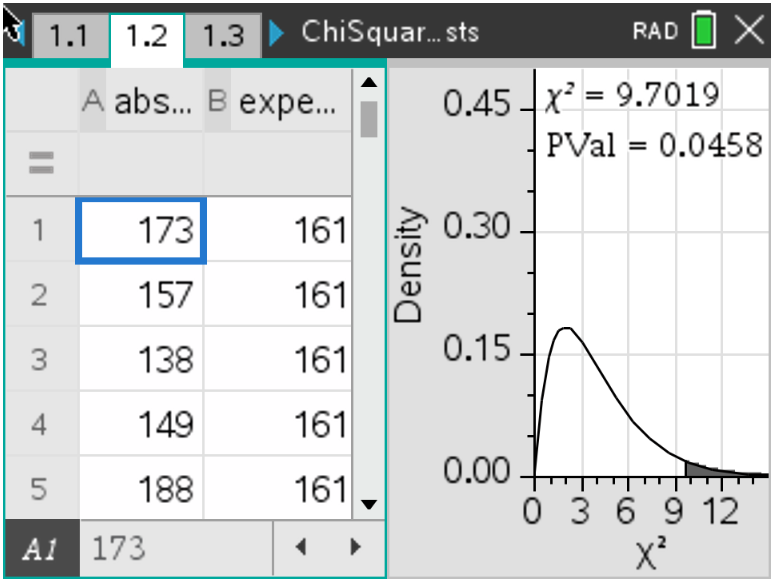 1.1 1.2 1.3 ChiSquar...sts RAD
A abs... B expe...
=
1 173 161
2 157 161
3 138 161
4 149 161
5 188 161
A1 173
χ² = 9.7019
PVal = 0.0458
Density
0.45
0.30
0.15
0.00
0 3 6 9 12
χ²